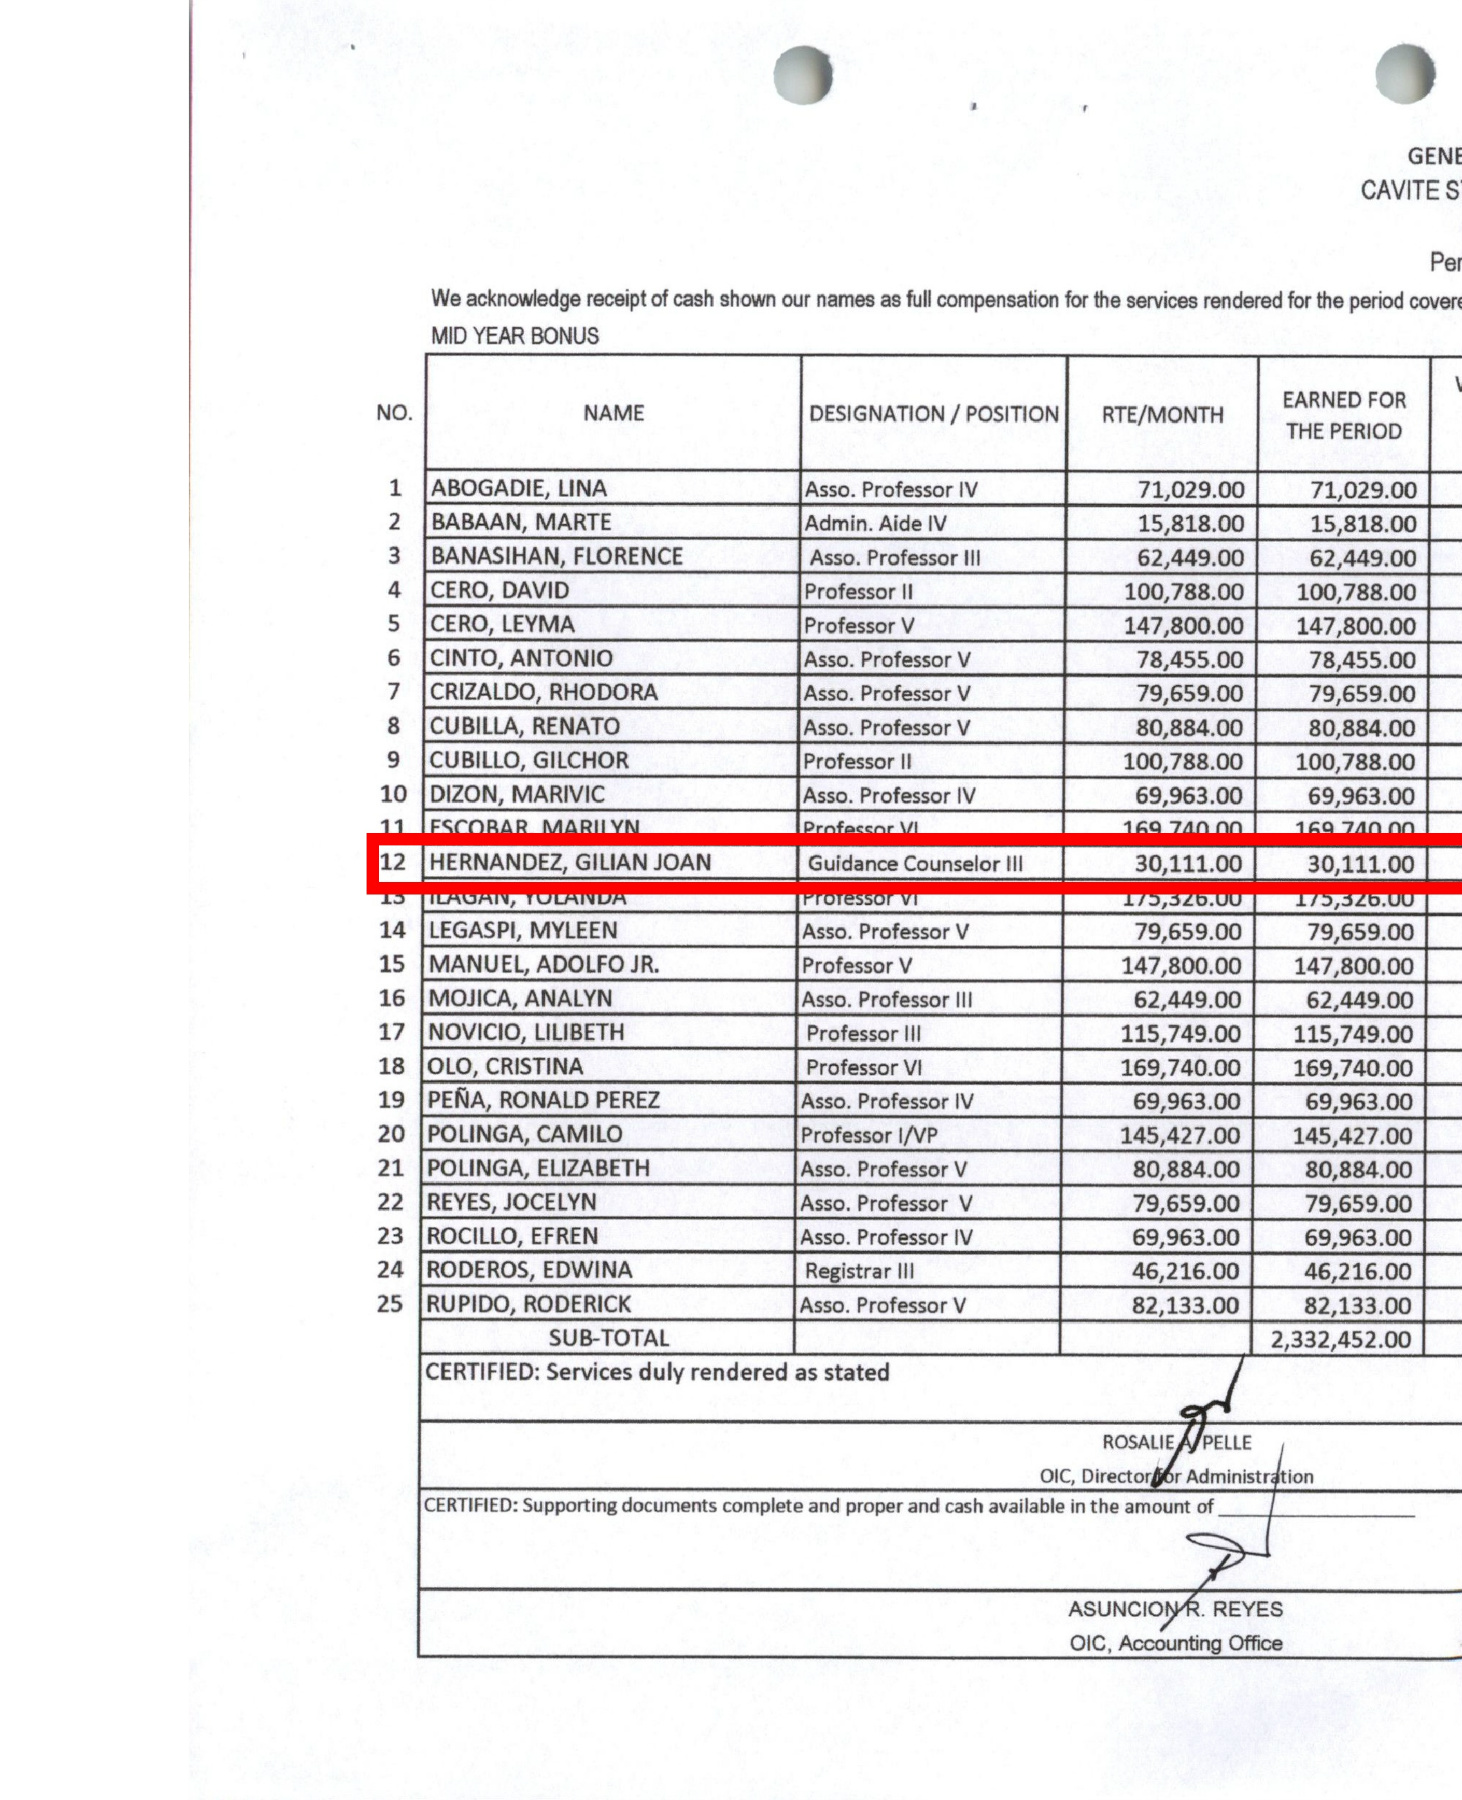 GENE
CAVITE S
Per
We acknowledge receipt of cash shown our names as full compensation for the services rendered for the period covere
MID YEAR BONUS
NO. NAME DESIGNATION / POSITION RTE/MONTH EARNED FOR THE PERIOD
1 ABOGADIE, LINA Asso. Professor IV 71,029.00 71,029.00
2 BABAAN, MARTE Admin. Aide IV 15,818.00 15,818.00
3 BANASIHAN, FLORENCE Asso. Professor III 62,449.00 62,449.00
4 CERO, DAVID Professor II 100,788.00 100,788.00
5 CERO, LEYMA Professor V 147,800.00 147,800.00
6 CINTO, ANTONIO Asso. Professor V 78,455.00 78,455.00
7 CRIZALDO, RHODORA Asso. Professor V 79,659.00 79,659.00
8 CUBILLA, RENATO Asso. Professor V 80,884.00 80,884.00
9 CUBILLO, GILCHOR Professor II 100,788.00 100,788.00
10 DIZON, MARIVIC Asso. Professor IV 69,963.00 69,963.00
11 ESCOBAR, MARILYN Professor VI 169,740.00 169,740.00
12 HERNANDEZ, GILIAN JOAN Guidance Counselor III 30,111.00 30,111.00
13 ILAGAN, YOLANDA Professor VI 175,326.00 175,326.00
14 LEGASPI, MYLEEN Asso. Professor V 79,659.00 79,659.00
15 MANUEL, ADOLFO JR. Professor V 147,800.00 147,800.00
16 MOJICA, ANALYN Asso. Professor III 62,449.00 62,449.00
17 NOVICIO, LILIBETH Professor III 115,749.00 115,749.00
18 OLO, CRISTINA Professor VI 169,740.00 169,740.00
19 PEÑA, RONALD PEREZ Asso. Professor IV 69,963.00 69,963.00
20 POLINGA, CAMILO Professor I/VP 145,427.00 145,427.00
21 POLINGA, ELIZABETH Asso. Professor V 80,884.00 80,884.00
22 REYES, JOCELYN Asso. Professor V 79,659.00 79,659.00
23 ROCILLO, EFREN Asso. Professor IV 69,963.00 69,963.00
24 RODEROS, EDWINA Registrar III 46,216.00 46,216.00
25 RUPIDO, RODERICK Asso. Professor V 82,133.00 82,133.00
SUB-TOTAL 2,332,452.00
CERTIFIED: Services duly rendered as stated
ROSALIE A. PELLE
OIC, Director for Administration
CERTIFIED: Supporting documents complete and proper and cash available in the amount of
ASUNCION R. REYES
OIC, Accounting Office